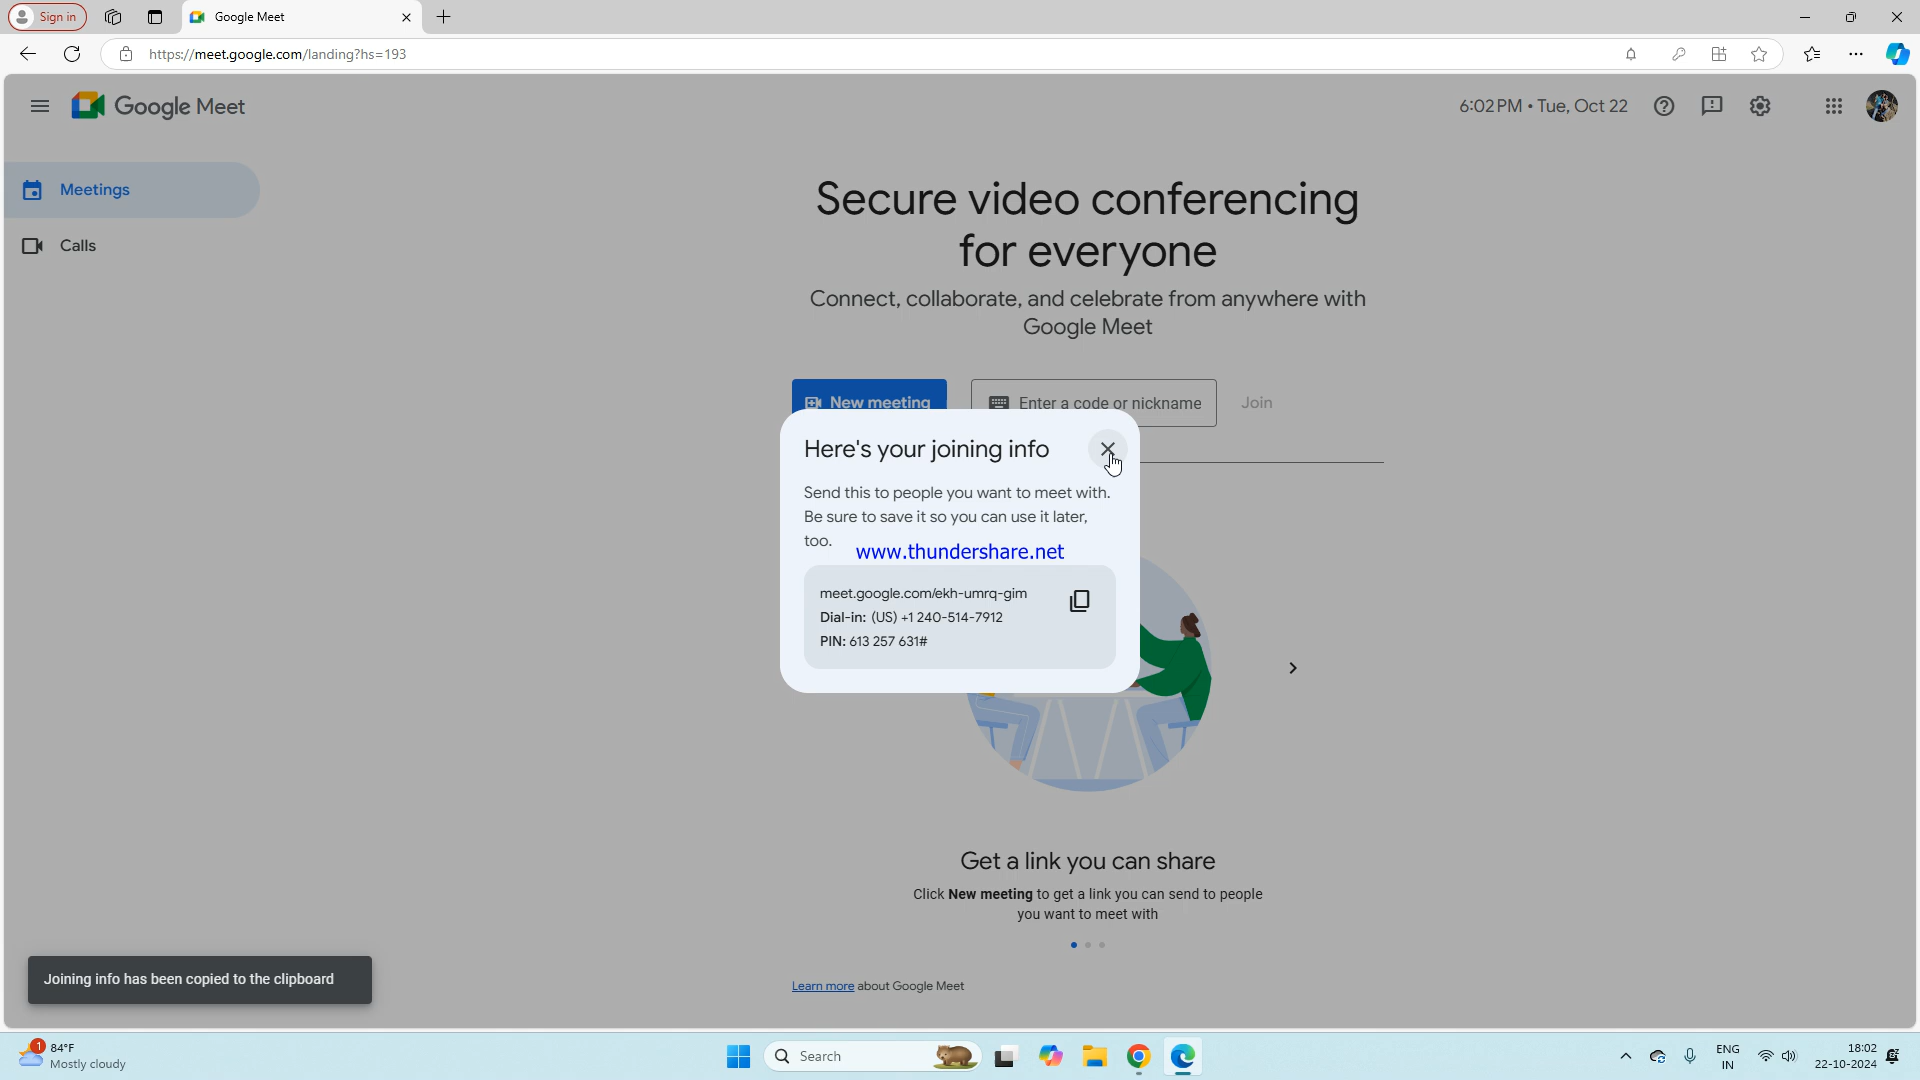 Sign in
Google Meet
https://meet.google.com/landing?hs=193
Google Meet
6:02 PM • Tue, Oct 22
Meetings
Calls
Secure video conferencing
for everyone
Connect, collaborate, and celebrate from anywhere with
Google Meet
New meeting
Enter a code or nickname
Join
Here's your joining info
Send this to people you want to meet with.
Be sure to save it so you can use it later,
too.
www.thundershare.net
meet.google.com/ekh-umrq-gim
Dial-in: (US) +1 240-514-7912
PIN: 613 257 631#
Get a link you can share
Click New meeting to get a link you can send to people
you want to meet with
Joining info has been copied to the clipboard
Learn more about Google Meet
1
84°F
Mostly cloudy
Search
ENG
IN
18:02
22-10-2024